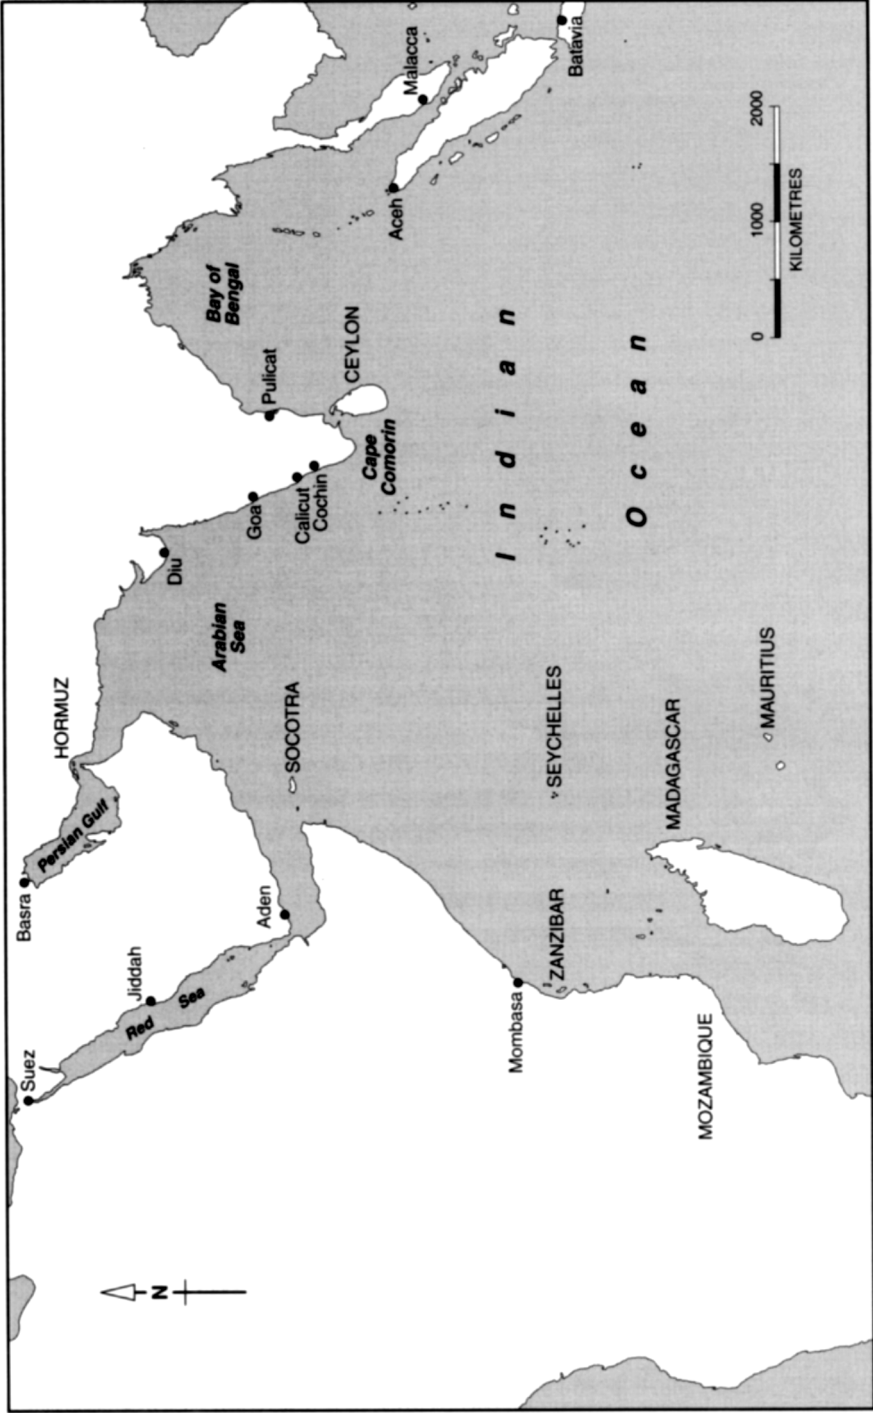 Suez
Basra
HORMUZ
Persian Gulf
Jiddah
Red Sea
Diu
Arabian
Sea
Bay of
Bengal
N
Aden
Goa
Pulicat
SOCOTRA
Calicut
Cochin
CEYLON
Cape
Comorin
Aceh
Malacca
Indian
Mombasa
ZANZIBAR
SEYCHELLES
Batavia
Ocean
MADAGASCAR
MOZAMBIQUE
MAURITIUS
0 1000 2000
KILOMETRES